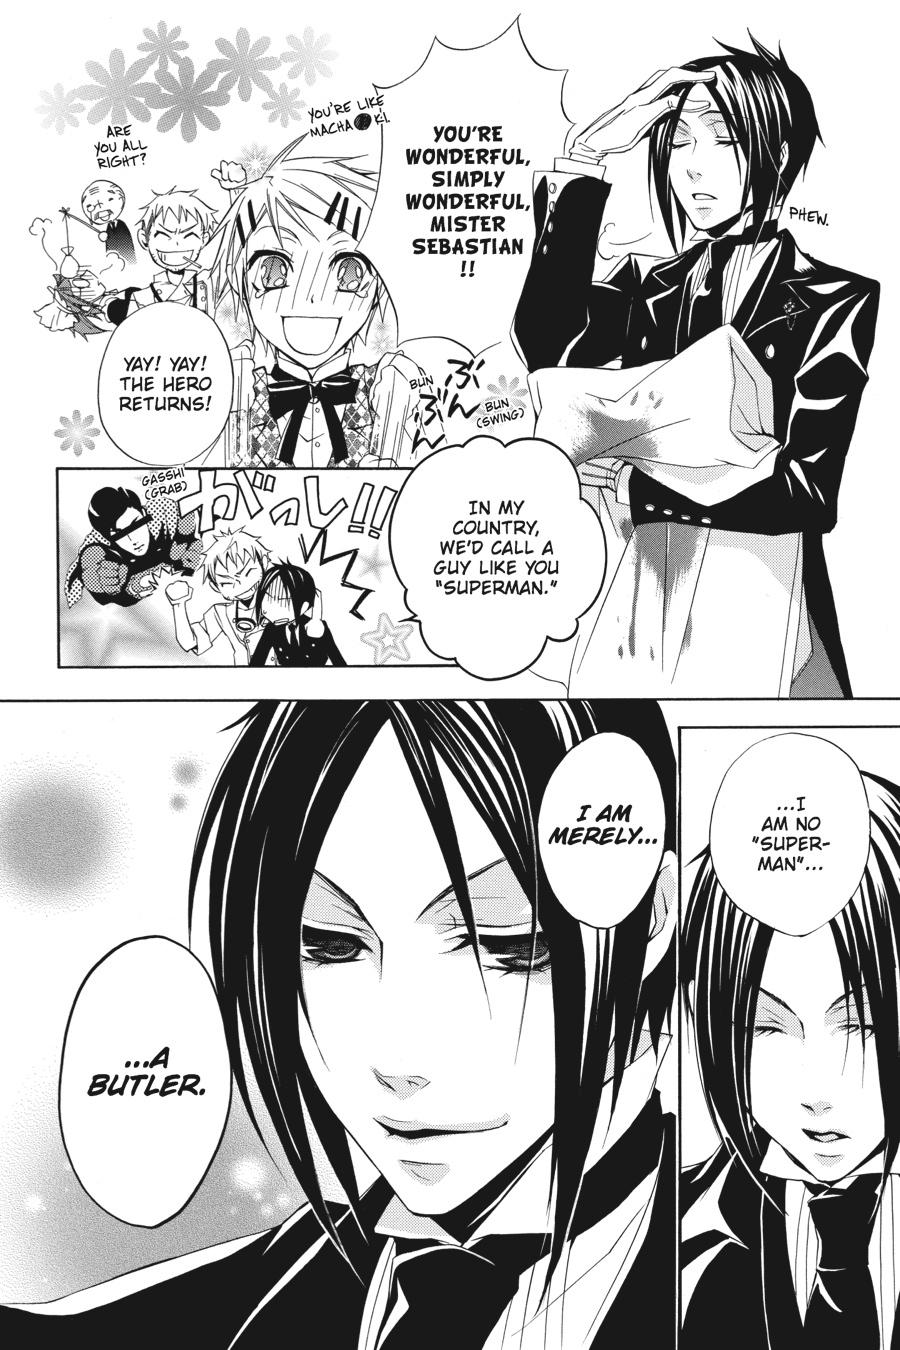 PHEW.
YOU'RE
WONDERFUL,
SIMPLY
WONDERFUL,
MISTER
SEBASTIAN
!!
YOU'RE LIKE
MACHA●KI.
ARE
YOU ALL
RIGHT?
YAY! YAY!
THE HERO
RETURNS!
ぶん
BUN
(SWING)
ぶん
BUN
IN MY
COUNTRY,
WE'D CALL A
GUY LIKE YOU
"SUPERMAN."
がっし!!
GASSHI
(GRAB)
...I
AM NO
"SUPER-
MAN"...
I AM
MERELY...
...A
BUTLER.